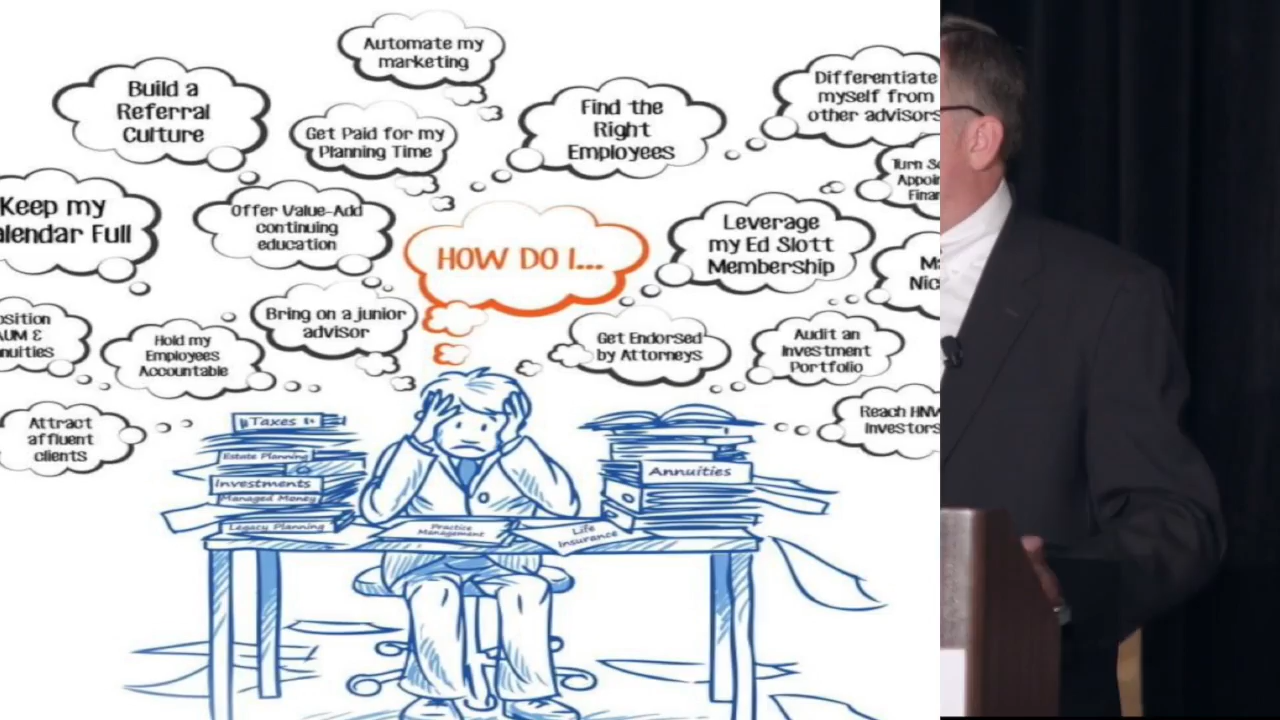 Automate my
marketing
Build a
Referral
Culture
Get Paid for my
Planning Time
Find the
Right
Employees
Differentiate
myself from
other advisors
Turn
Keep my
Full
Offer Value-Add
continuing
education
HOW DO I...
Leverage
my Ed Slott
Membership
Bring on a junior
advisor
Hold my
Employees
Accountable
Get Endorsed
by Attorneys
Audit an
Investment
Portfolio
Attract
affluent
clients
Reach HNW
Investors
Taxes
Estate Planning
Investments
Managed Money
Legacy Planning
Practice
Management
Life
Insurance
Annuities